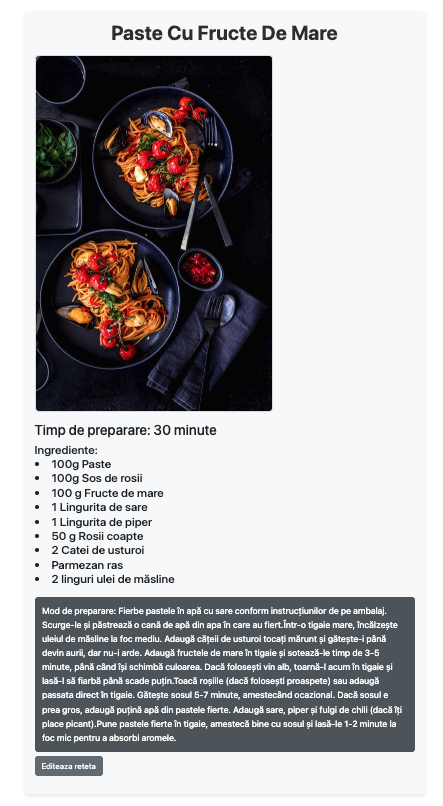 Paste Cu Fructe De Mare
Timp de preparare: 30 minute
Ingrediente:
• 100g Paste
• 100g Sos de rosii
• 100 g Fructe de mare
• 1 Lingurita de sare
• 1 Lingurita de piper
• 50 g Rosii coapte
• 2 Catei de usturoi
• Parmezan ras
• 2 linguri ulei de măsline
Mod de preparare: Fierbe pastele în apă cu sare conform instrucțiunilor de pe ambalaj.
Scurge-le și păstrează o cană de apă din apa în care au fiert.Într-o tigaie mare, încălzește
uleiul de măsline la foc mediu. Adaugă cățeii de usturoi tocați mărunt și gătește-i până
devin aurii, dar nu-i arde. Adaugă fructele de mare în tigaie și sotează-le timp de 3-5
minute, până când își schimbă culoarea. Dacă folosești vin alb, toarnă-l acum în tigaie și
lasă-l să fiarbă până scade puțin.Toacă roșiile (dacă folosești proaspete) sau adaugă
passata direct în tigaie. Gătește sosul 5-7 minute, amestecând ocazional. Dacă sosul e
prea gros, adaugă puțină apă din pastele fierte. Adaugă sare, piper și fulgi de chili (dacă îți
place picant).Pune pastele fierte în tigaie, amestecă bine cu sosul și lasă-le 1-2 minute la
foc mic pentru a absorbi aromele.
Editeaza reteta